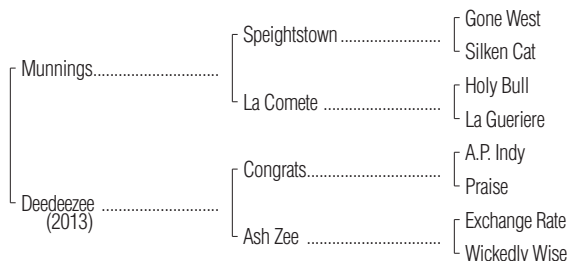 Gone West
Speightstown
Silken Cat
Munnings
Holy Bull
La Comete
La Gueriere
A.P. Indy
Congrats
Praise
Deedeezee
(2013)
Exchange Rate
Ash Zee
Wickedly Wise